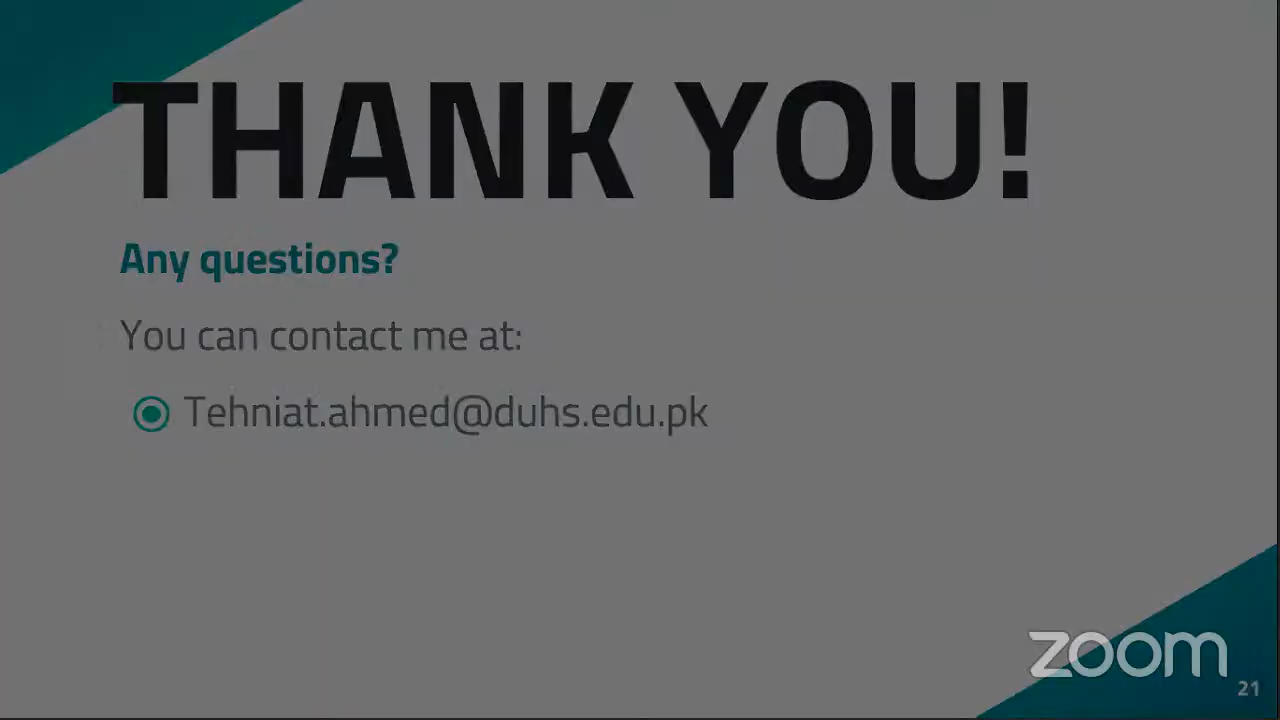 THANK YOU!
Any questions?
You can contact me at:
Tehniat.ahmed@duhs.edu.pk
zoom
21